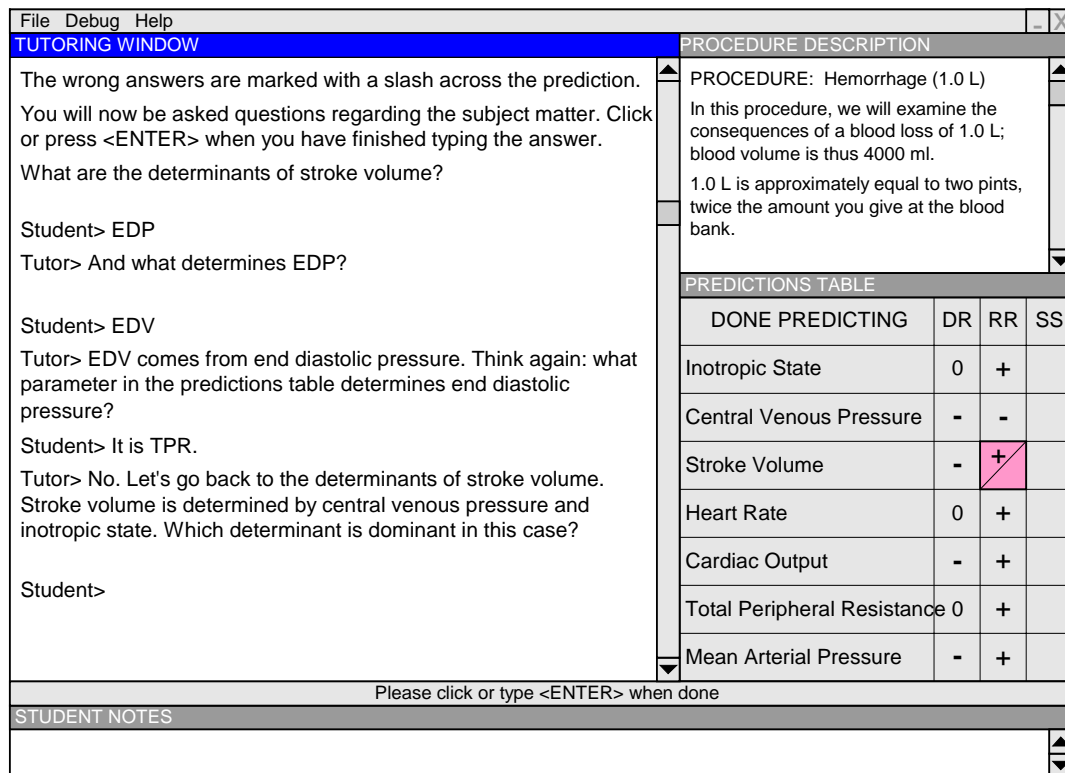 File Debug Help
_ X
TUTORING WINDOW
The wrong answers are marked with a slash across the prediction.
You will now be asked questions regarding the subject matter. Click
or press <ENTER> when you have finished typing the answer.
What are the determinants of stroke volume?
Student> EDP
Tutor> And what determines EDP?
Student> EDV
Tutor> EDV comes from end diastolic pressure. Think again: what
parameter in the predictions table determines end diastolic
pressure?
Student> It is TPR.
Tutor> No. Let's go back to the determinants of stroke volume.
Stroke volume is determined by central venous pressure and
inotropic state. Which determinant is dominant in this case?
Student>
PROCEDURE DESCRIPTION
PROCEDURE: Hemorrhage (1.0 L)
In this procedure, we will examine the
consequences of a blood loss of 1.0 L;
blood volume is thus 4000 ml.
1.0 L is approximately equal to two pints,
twice the amount you give at the blood
bank.
PREDICTIONS TABLE
DONE PREDICTING DR RR SS
Inotropic State 0 +
Central Venous Pressure - -
Stroke Volume - +
Heart Rate 0 +
Cardiac Output - +
Total Peripheral Resistance 0 +
Mean Arterial Pressure - +
Please click or type <ENTER> when done
STUDENT NOTES